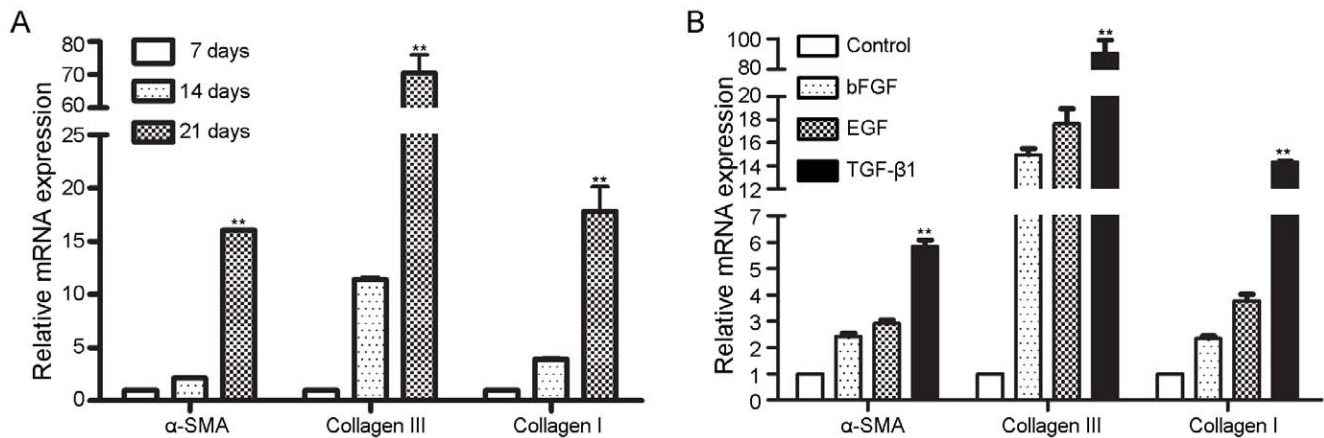 A
Relative mRNA expression
80
70
60
25
20
15
10
5
0
7 days
14 days
21 days
**
**
**
α-SMA
Collagen III
Collagen I
B
Relative mRNA expression
100
80
20
18
16
14
12
7
6
5
4
3
2
1
0
Control
bFGF
EGF
TGF-β1
**
**
**
α-SMA
Collagen III
Collagen I